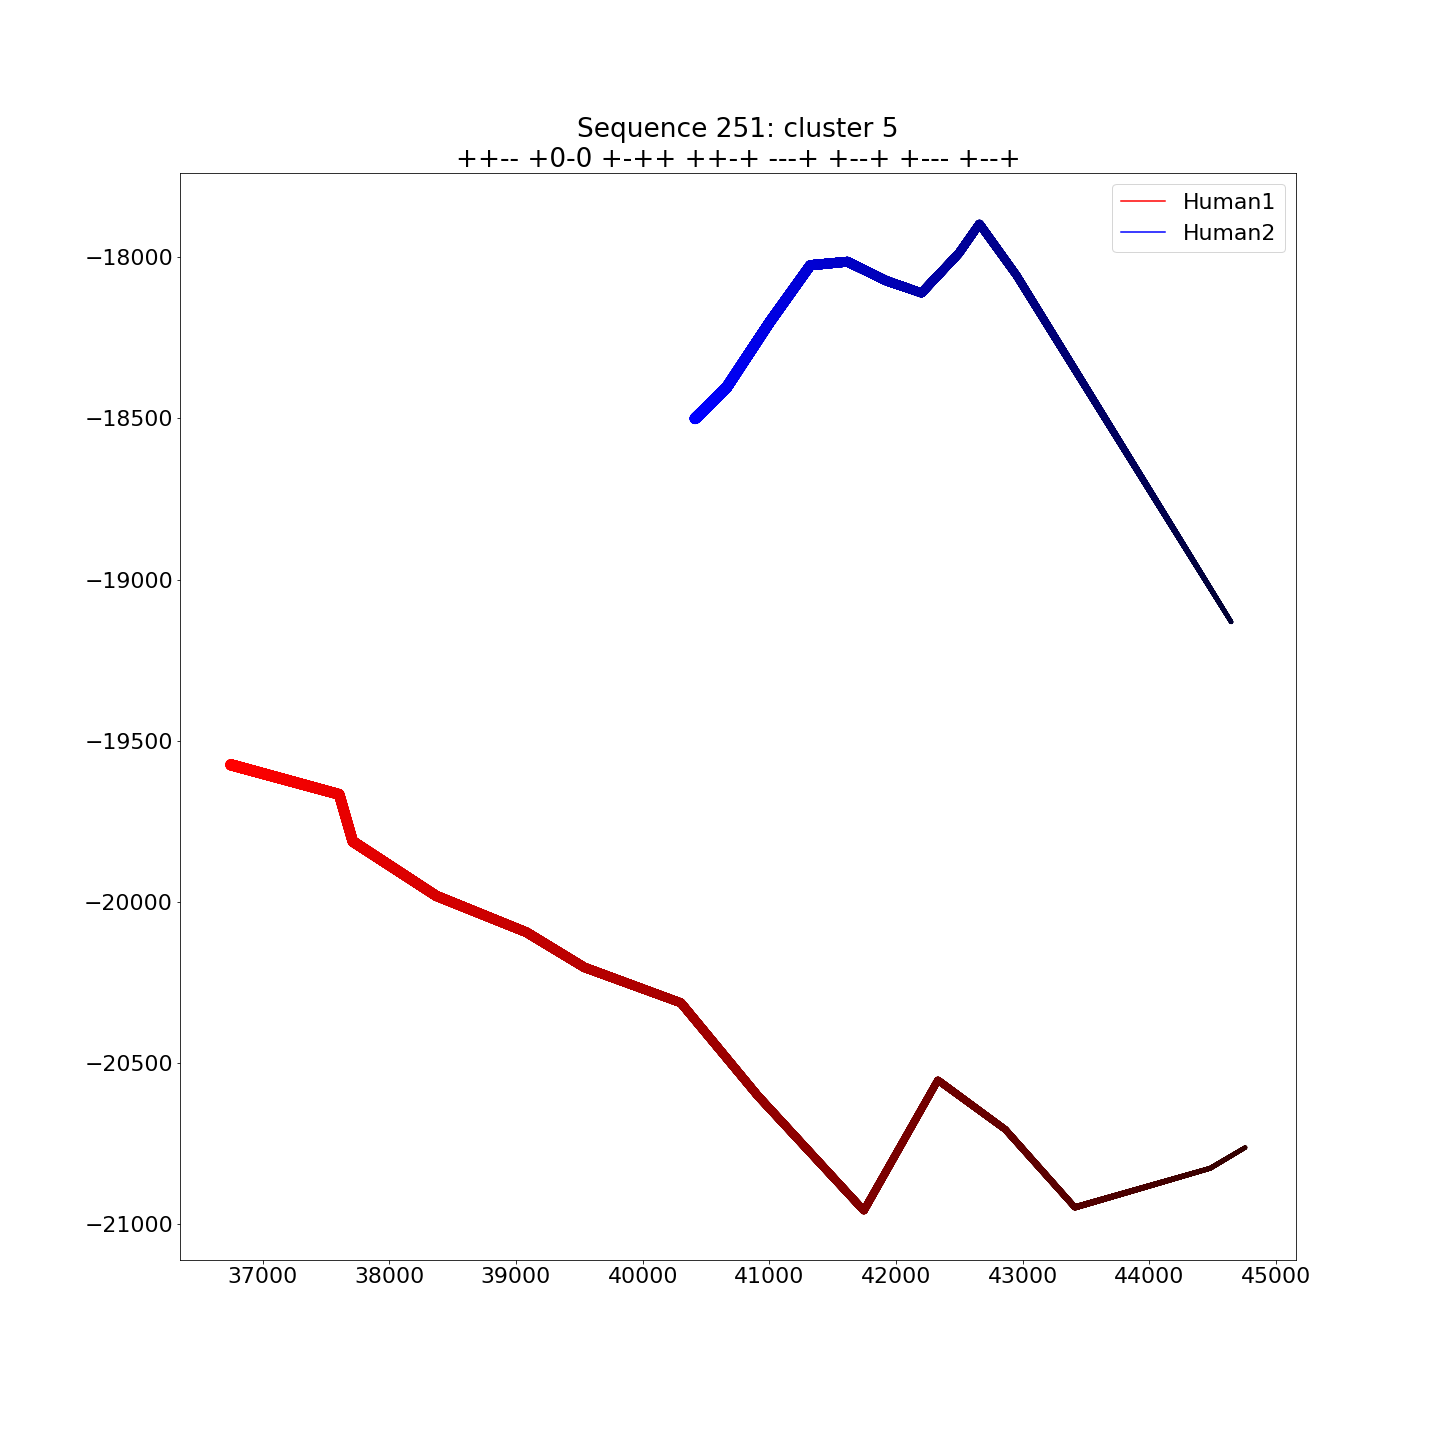 Sequence 251: cluster 5
++-- +0-0 +-++ ++-+ ---+ +--+ +--- +--+
Human1
Human2
−18000
−18500
−19000
−19500
−20000
−20500
−21000
37000 38000 39000 40000 41000 42000 43000 44000 45000